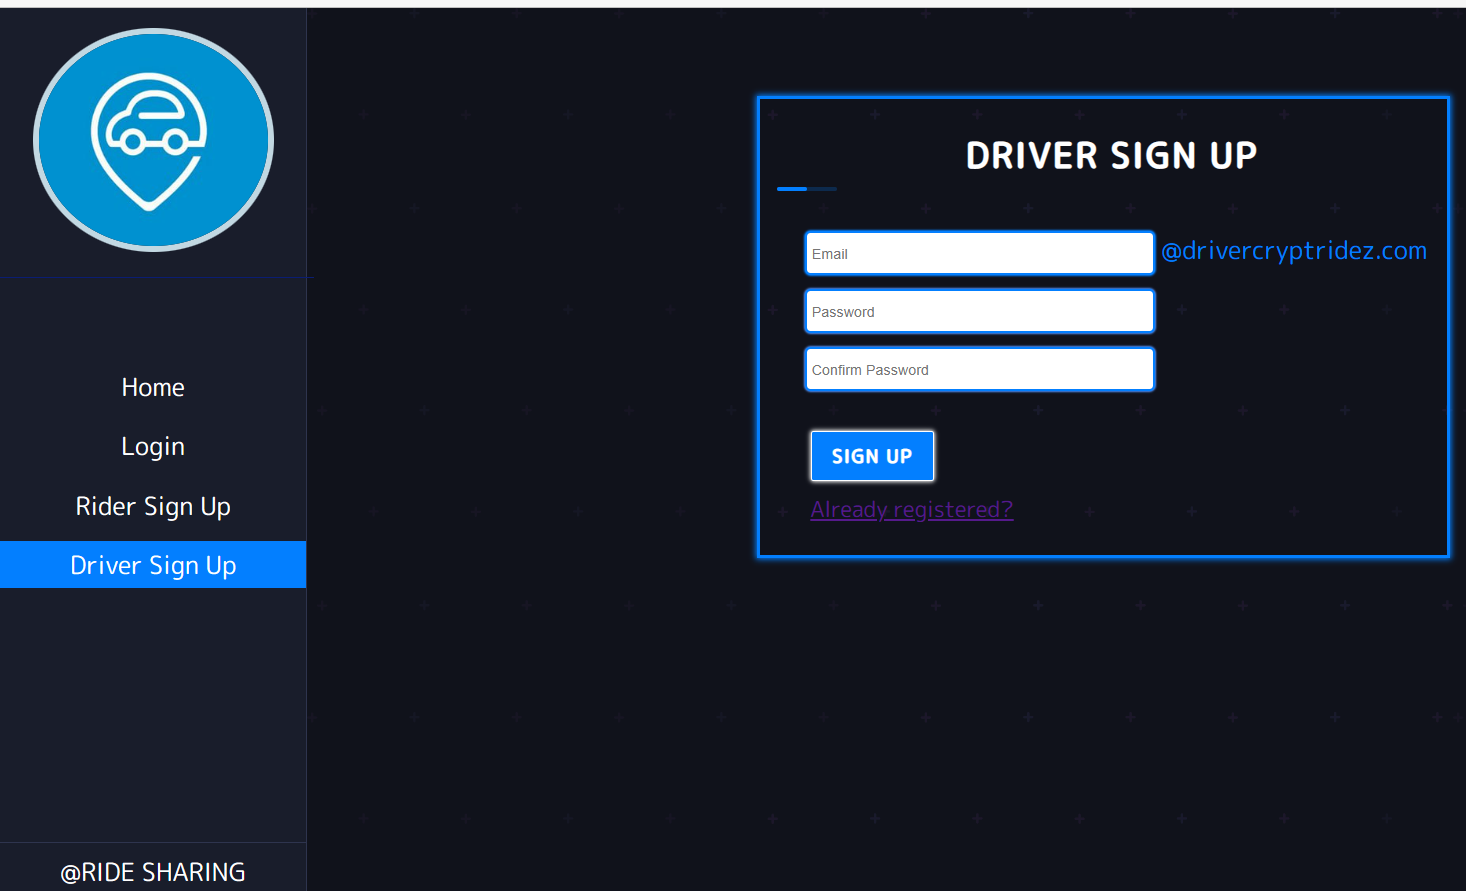 Home
Login
Rider Sign Up
Driver Sign Up
@RIDE SHARING
DRIVER SIGN UP
Email @drivercryptridez.com
Password
Confirm Password
SIGN UP
Already registered?